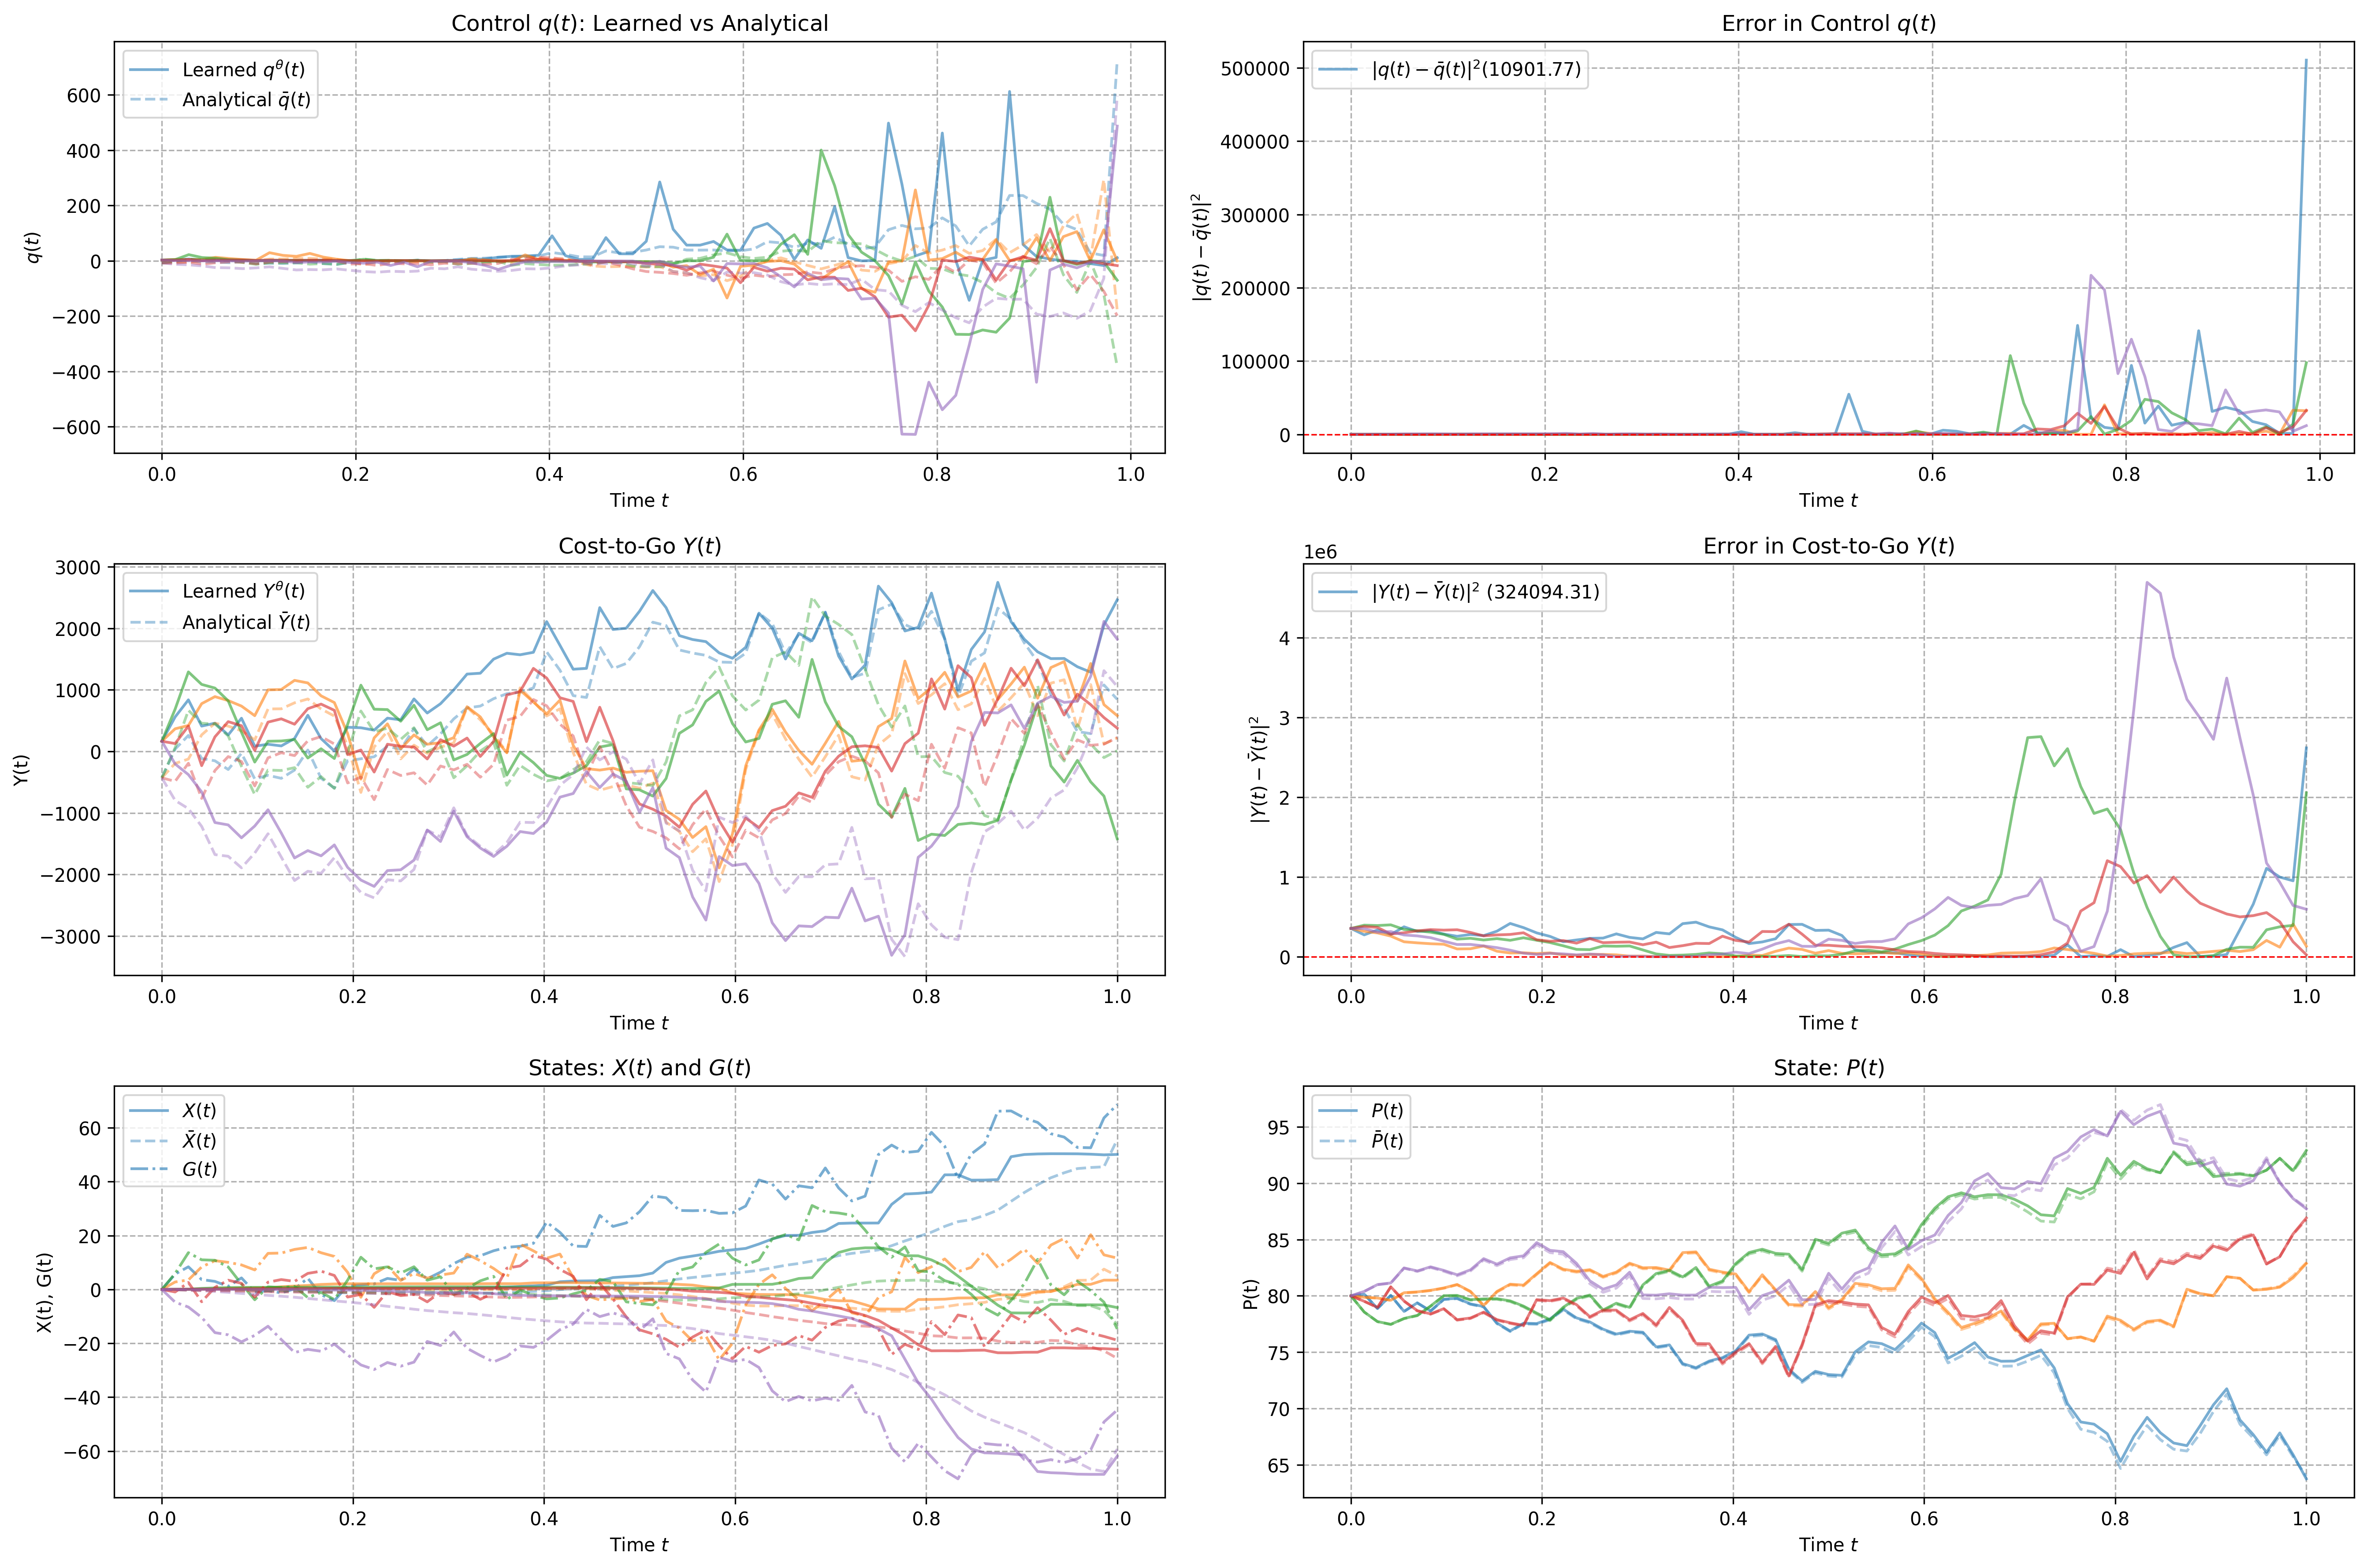 Control q(t): Learned vs Analytical
Learned q^θ(t)
Analytical q̄(t)
q(t)
600
400
200
0
−200
−400
−600
0.0 0.2 0.4 0.6 0.8 1.0
Time t
Error in Control q(t)
|q(t) − q̄(t)|²(10901.77)
|q(t) − q̄(t)|²
500000
400000
300000
200000
100000
0
0.0 0.2 0.4 0.6 0.8 1.0
Time t
Cost-to-Go Y(t)
Learned Y^θ(t)
Analytical Ȳ(t)
Y(t)
3000
2000
1000
0
−1000
−2000
−3000
0.0 0.2 0.4 0.6 0.8 1.0
Time t
Error in Cost-to-Go Y(t)
1e6
|Y(t) − Ȳ(t)|² (324094.31)
|Y(t) − Ȳ(t)|²
4
3
2
1
0
0.0 0.2 0.4 0.6 0.8 1.0
Time t
States: X(t) and G(t)
X(t)
X̄(t)
G(t)
X(t), G(t)
60
40
20
0
−20
−40
−60
0.0 0.2 0.4 0.6 0.8 1.0
Time t
State: P(t)
P(t)
P̄(t)
P(t)
95
90
85
80
75
70
65
0.0 0.2 0.4 0.6 0.8 1.0
Time t